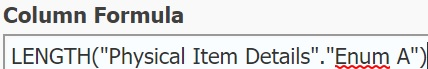 Column Formula
LENGTH("Physical Item Details"."Enum A")